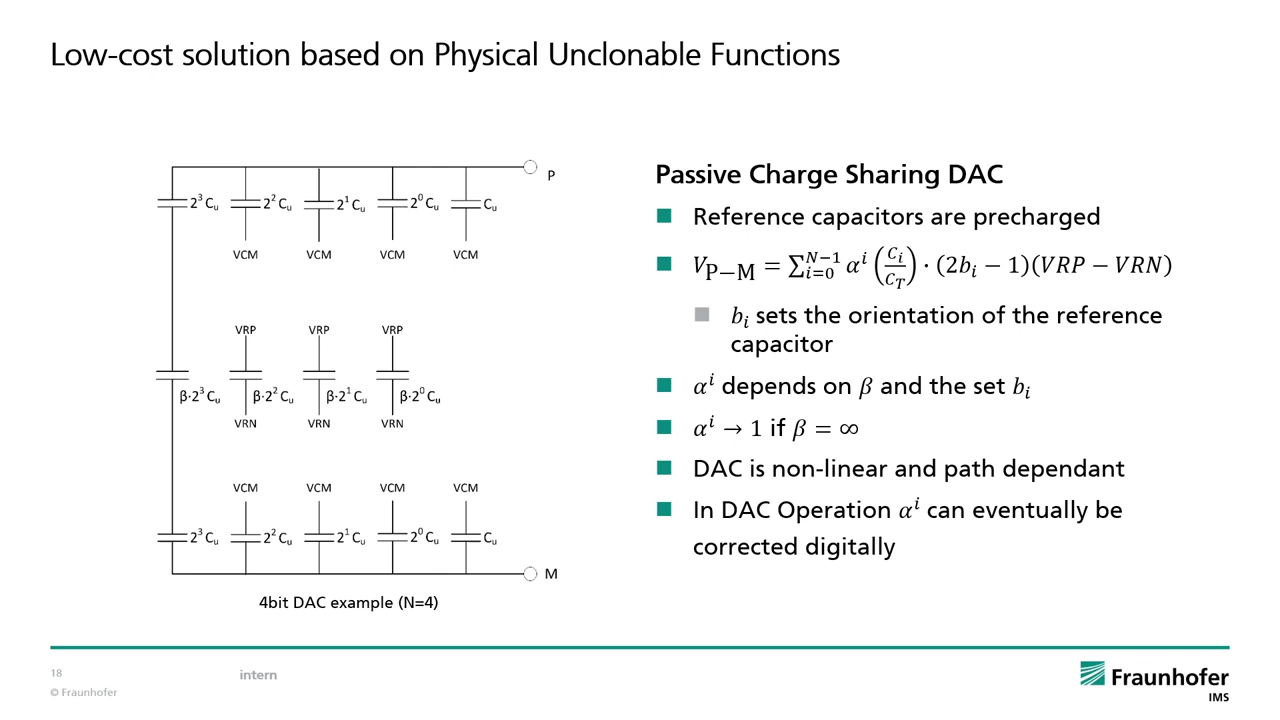 Low-cost solution based on Physical Unclonable Functions
P
2³ Cᵤ 2² Cᵤ 2¹ Cᵤ 2⁰ Cᵤ Cᵤ
VCM VCM VCM VCM
VRP VRP VRP
β·2³ Cᵤ β·2² Cᵤ β·2¹ Cᵤ β·2⁰ Cᵤ
VRN VRN VRN
VCM VCM VCM VCM
2³ Cᵤ 2² Cᵤ 2¹ Cᵤ 2⁰ Cᵤ Cᵤ
M
4bit DAC example (N=4)
Passive Charge Sharing DAC
Reference capacitors are precharged
V_{P−M} = ∑_{i=0}^{N−1} αⁱ (C_i/C_T) · (2b_i − 1)(VRP − VRN)
b_i sets the orientation of the reference
capacitor
αⁱ depends on β and the set b_i
αⁱ → 1 if β = ∞
DAC is non-linear and path dependant
In DAC Operation αⁱ can eventually be
corrected digitally
18
intern
© Fraunhofer
Fraunhofer
IMS